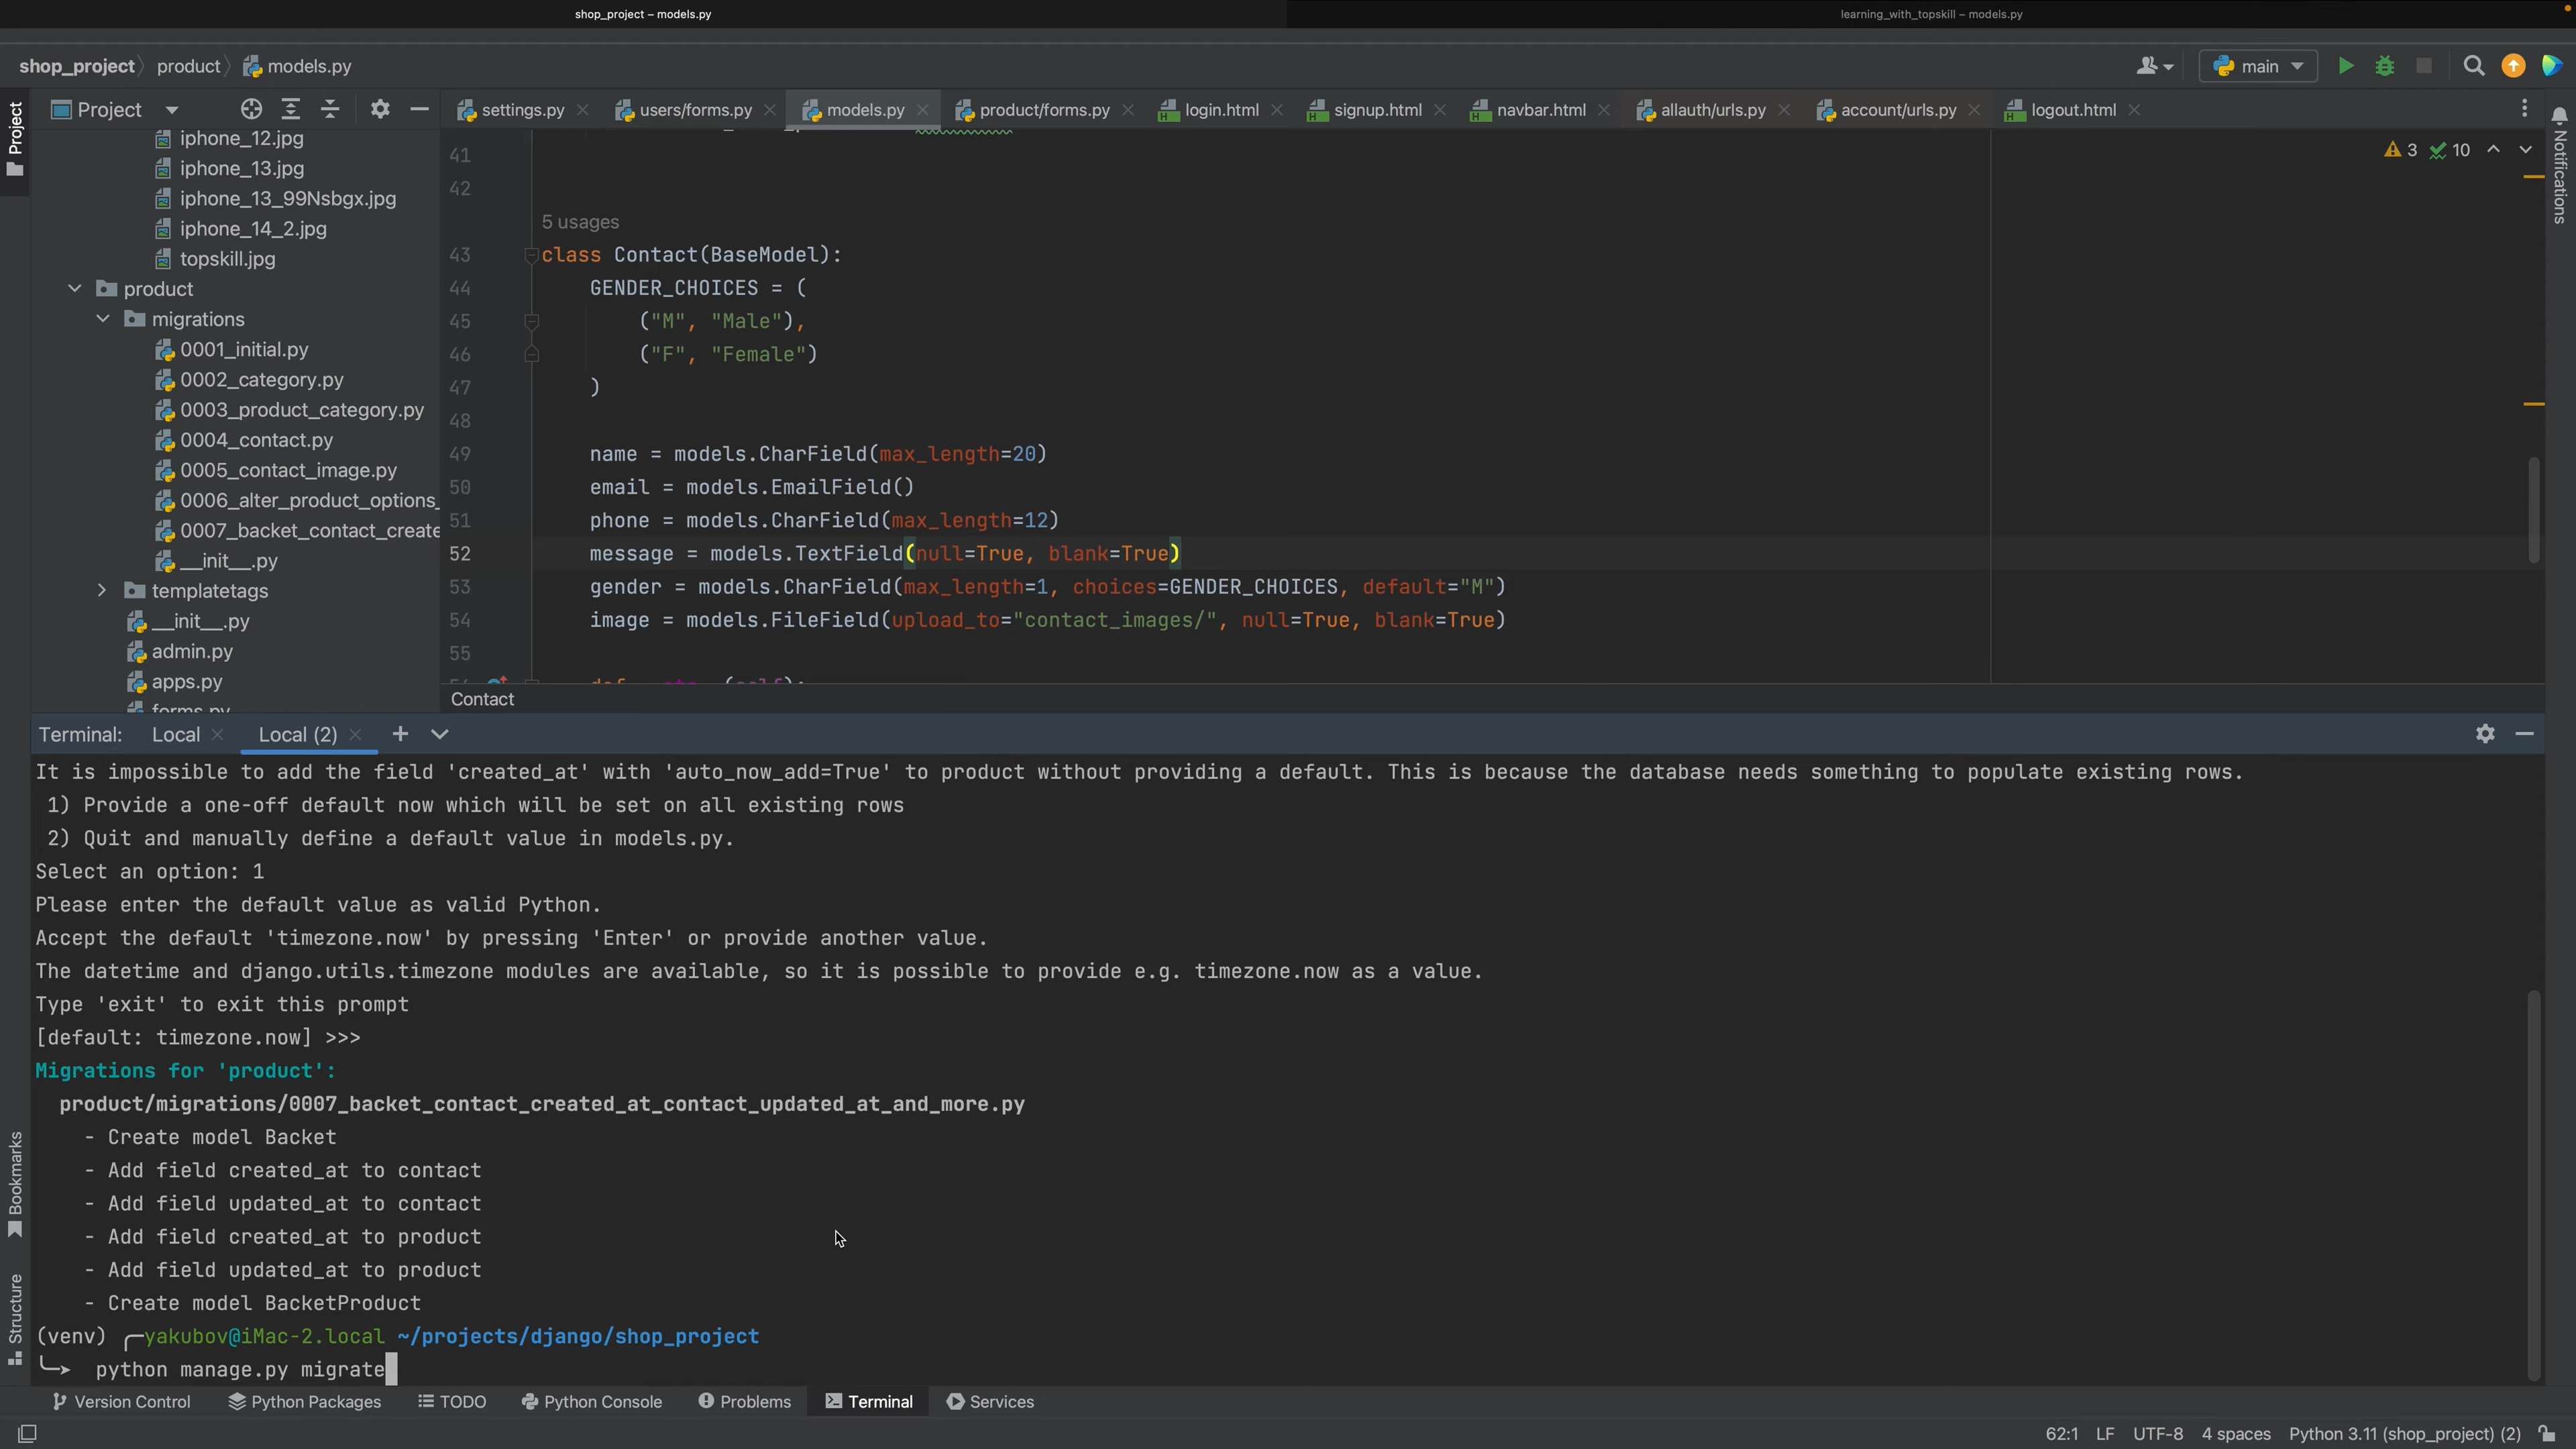 shop_project – models.py
learning_with_topskill – models.py
shop_project product models.py
main
Project
settings.py users/forms.py models.py product/forms.py login.html signup.html navbar.html allauth/urls.py account/urls.py logout.html
Project
Notifications
iphone_12.jpg
iphone_13.jpg
iphone_13_99Nsbgx.jpg
iphone_14_2.jpg
topskill.jpg
product
migrations
0001_initial.py
0002_category.py
0003_product_category.py
0004_contact.py
0005_contact_image.py
0006_alter_product_options_
0007_backet_contact_create
__init__.py
templatetags
__init__.py
admin.py
apps.py
forms.py
3 10
41
42
5 usages
43 class Contact(BaseModel):
44 GENDER_CHOICES = (
45 ("M", "Male"),
46 ("F", "Female")
47 )
48
49 name = models.CharField(max_length=20)
50 email = models.EmailField()
51 phone = models.CharField(max_length=12)
52 message = models.TextField(null=True, blank=True)
53 gender = models.CharField(max_length=1, choices=GENDER_CHOICES, default="M")
54 image = models.FileField(upload_to="contact_images/", null=True, blank=True)
55
Contact
Terminal: Local Local (2)
It is impossible to add the field 'created_at' with 'auto_now_add=True' to product without providing a default. This is because the database needs something to populate existing rows.
1) Provide a one-off default now which will be set on all existing rows
2) Quit and manually define a default value in models.py.
Select an option: 1
Please enter the default value as valid Python.
Accept the default 'timezone.now' by pressing 'Enter' or provide another value.
The datetime and django.utils.timezone modules are available, so it is possible to provide e.g. timezone.now as a value.
Type 'exit' to exit this prompt
[default: timezone.now] >>>
Migrations for 'product':
product/migrations/0007_backet_contact_created_at_contact_updated_at_and_more.py
- Create model Backet
- Add field created_at to contact
- Add field updated_at to contact
- Add field created_at to product
- Add field updated_at to product
- Create model BacketProduct
(venv) yakubov@iMac-2.local ~/projects/django/shop_project
python manage.py migrate
Bookmarks
Structure
Version Control Python Packages TODO Python Console Problems Terminal Services
62:1 LF UTF-8 4 spaces Python 3.11 (shop_project) (2)